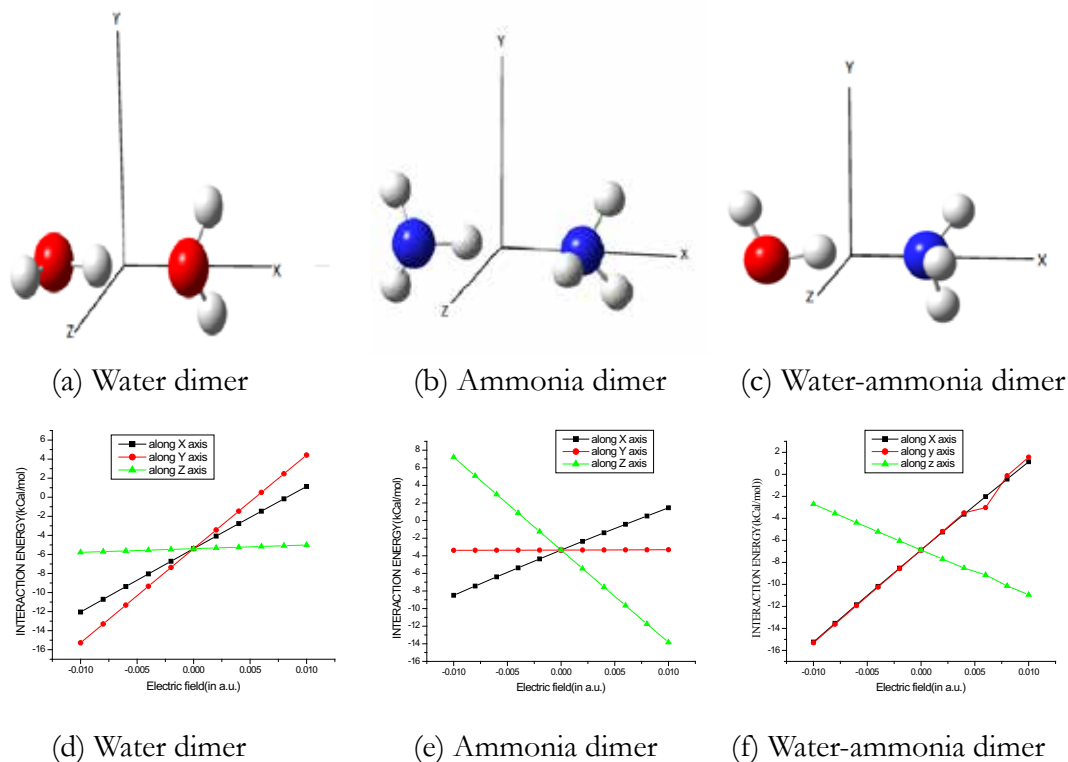 Y
X
Z
Y
X
Z
Y
X
Z
(a) Water dimer
(b) Ammonia dimer
(c) Water-ammonia dimer
INTERACTION ENERGY(kCal/mol)
6
4
2
0
-2
-4
-6
-8
-10
-12
-14
-16
along X axis
along Y axis
along Z axis
-0.010
-0.005
0.000
0.005
0.010
Electric field(in a.u.)
INTERACTION ENERGY(kCal/mol)
10
8
6
4
2
0
-2
-4
-6
-8
-10
-12
-14
-16
along X axis
along Y axis
along Z axis
-0.010
-0.005
0.000
0.005
0.010
Electric field(in a.u.)
INTERACTION ENERGY(kCal/mol))
2
0
-2
-4
-6
-8
-10
-12
-14
-16
along X axis
along y axis
along z axis
-0.010
-0.005
0.000
0.005
0.010
Electric field(in a.u.)
(d) Water dimer
(e) Ammonia dimer
(f) Water-ammonia dimer